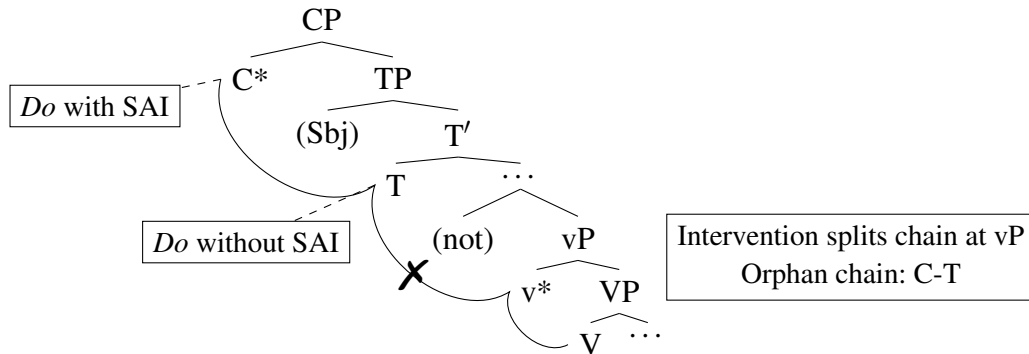 CP
C* TP
Do with SAI
(Sbj) T′
T ...
Do without SAI (not) vP Intervention splits chain at vP
Orphan chain: C-T
v* VP
V ...